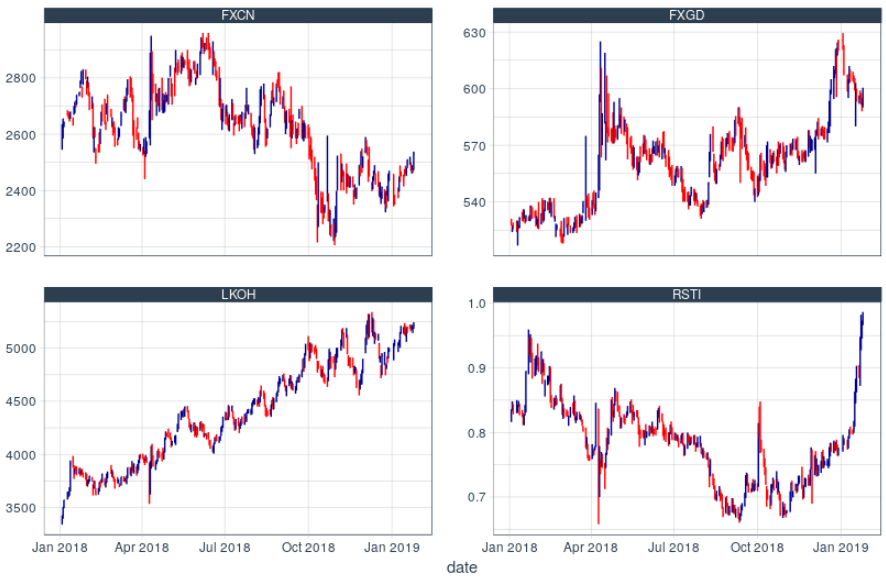 FXCN
FXGD
2800
2600
2400
2200
630
600
570
540
LKOH
RSTI
5000
4500
4000
3500
1.0
0.9
0.8
0.7
Jan 2018 Apr 2018 Jul 2018 Oct 2018 Jan 2019
Jan 2018 Apr 2018 Jul 2018 Oct 2018 Jan 2019
date